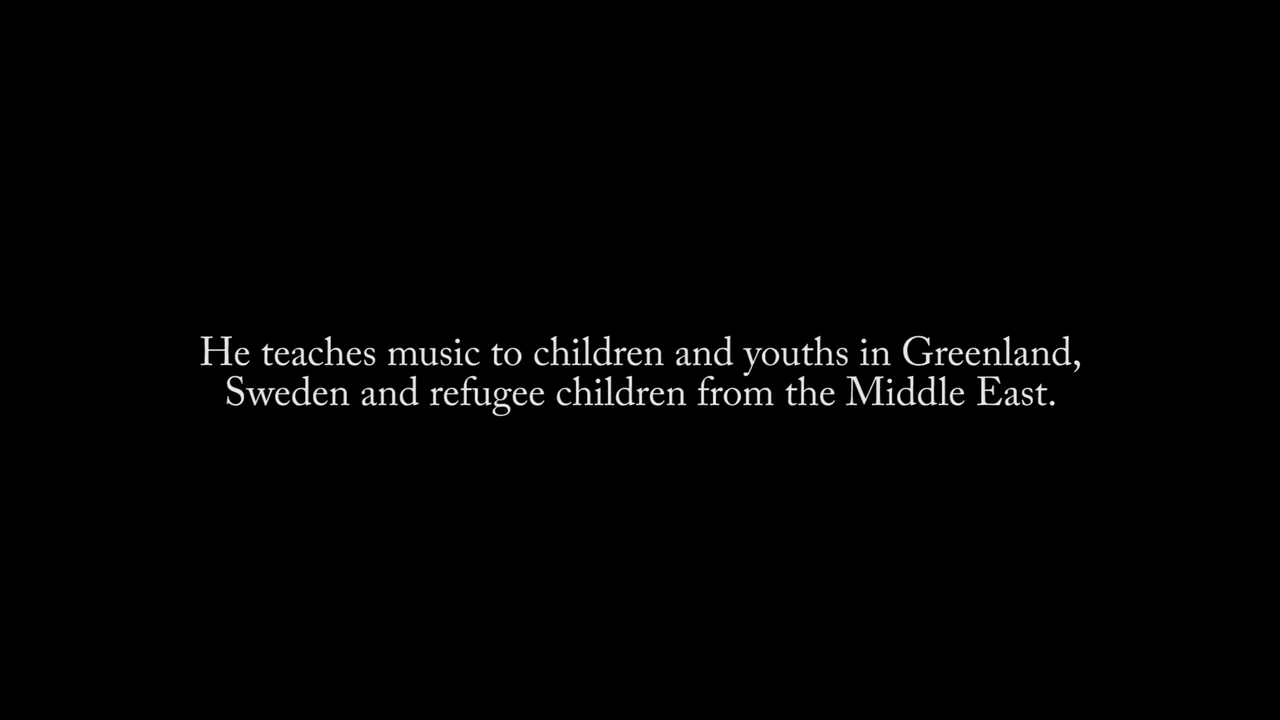 He teaches music to children and youths in Greenland,
Sweden and refugee children from the Middle East.